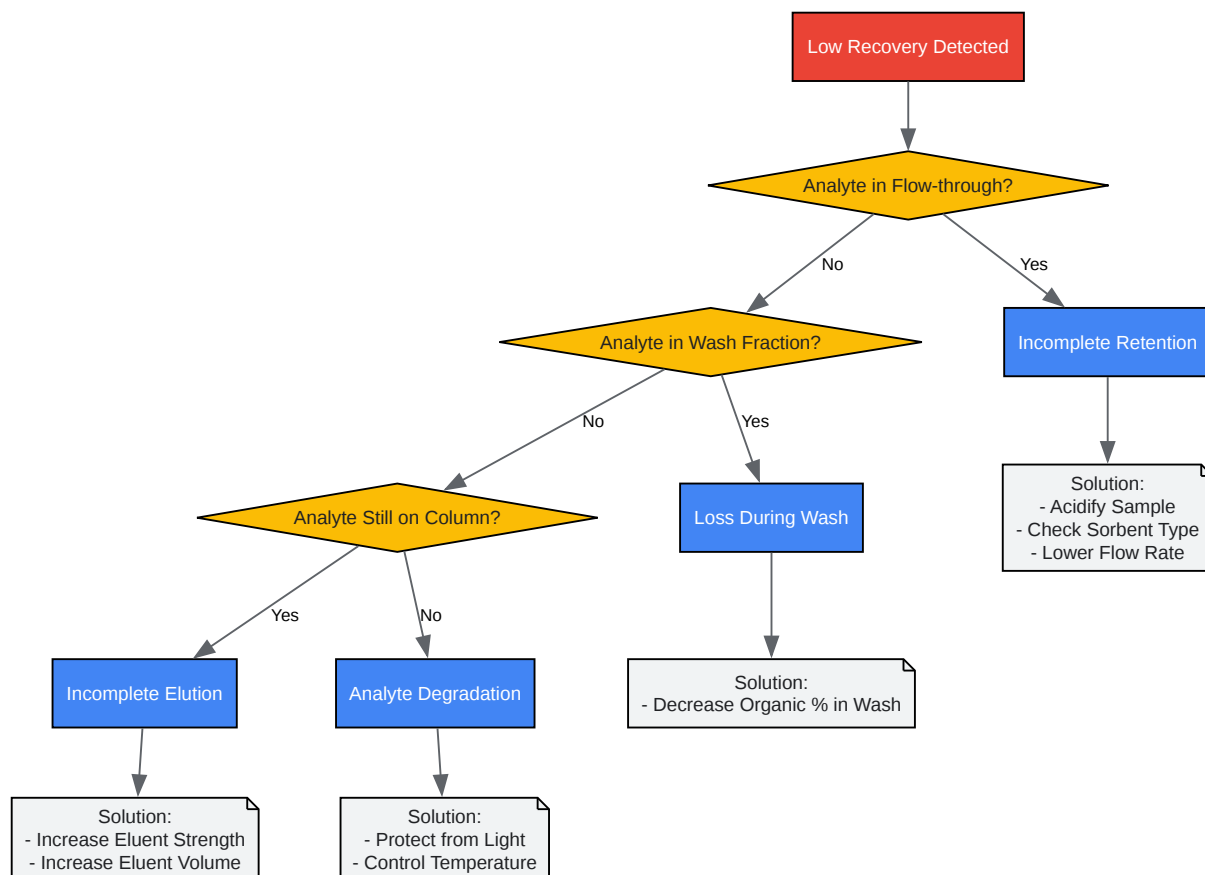 Low Recovery Detected
Analyte in Flow-through?
No
Yes
Analyte in Wash Fraction?
Incomplete Retention
No
Yes
Solution:
- Acidify Sample
- Check Sorbent Type
- Lower Flow Rate
Analyte Still on Column?
Loss During Wash
Yes
No
Incomplete Elution
Analyte Degradation
Solution:
- Decrease Organic % in Wash
Solution:
- Increase Eluent Strength
- Increase Eluent Volume
Solution:
- Protect from Light
- Control Temperature